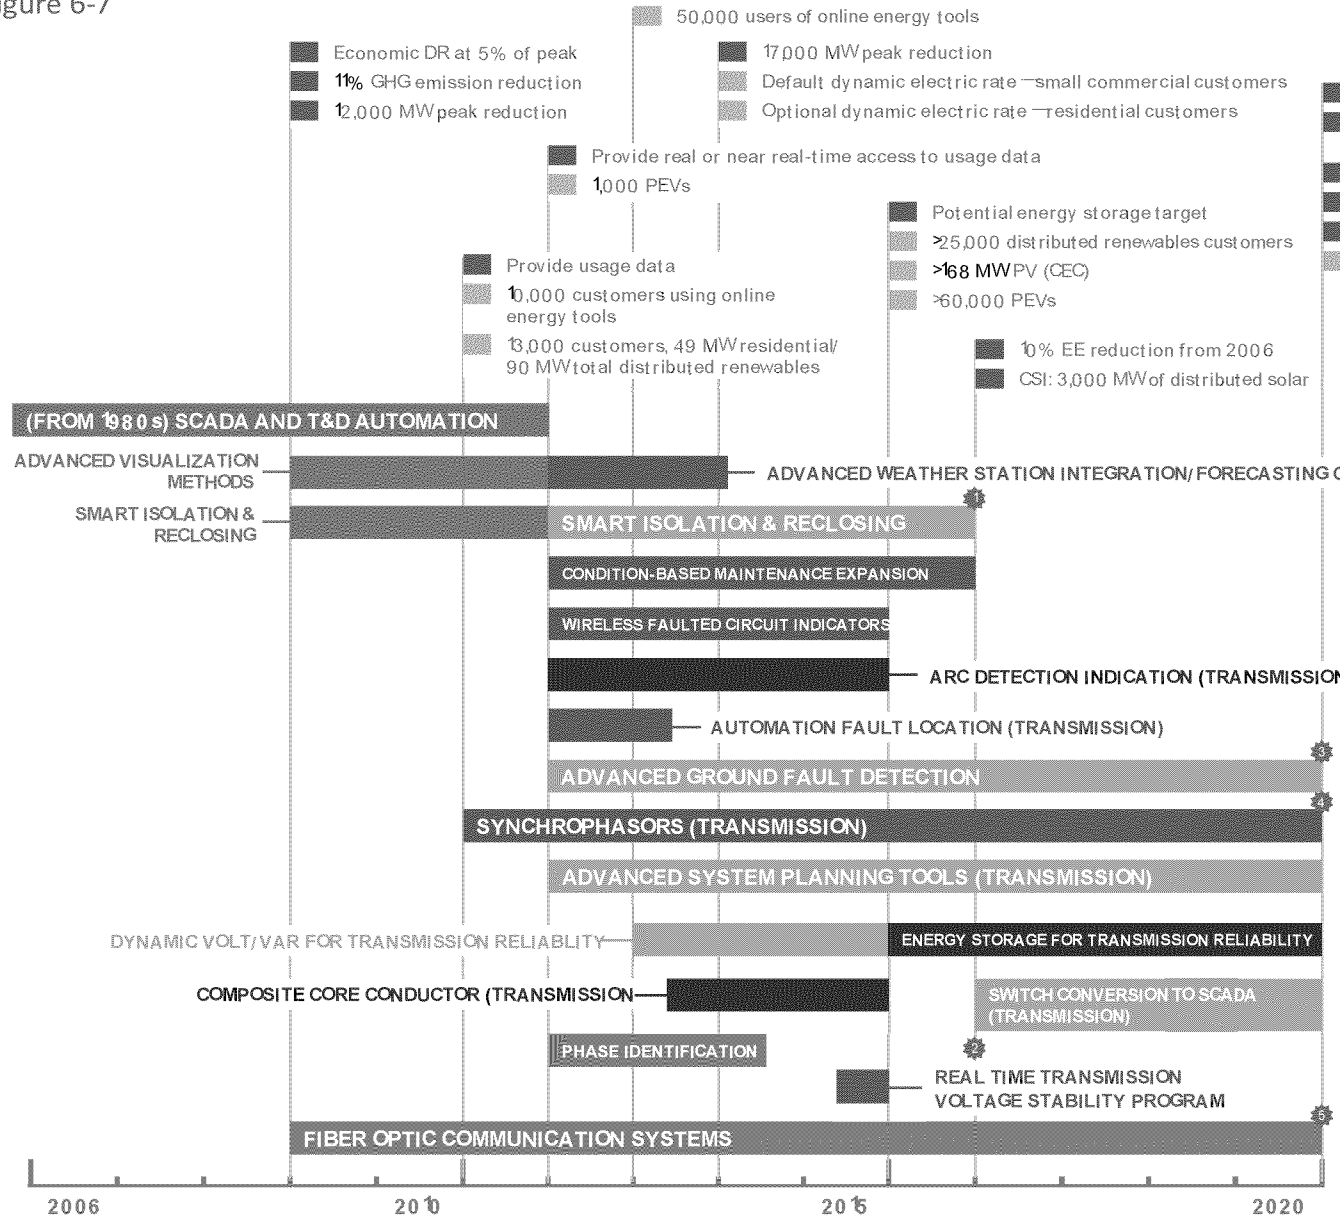 gure 6-7
50,000 users of online energy tools
Economic DR at 5% of peak
11% GHG emission reduction
12,000 MW peak reduction
17,000 MW peak reduction
Default dynamic electric rate—small commercial customers
Optional dynamic electric rate—residential customers
Provide real or near real-time access to usage data
1,000 PEVs
Potential energy storage target
>25,000 distributed renewables customers
>168 MW PV (CEC)
>60,000 PEVs
Provide usage data
10,000 customers using online
energy tools
13,000 customers, 49 MW residential/
90 MW total distributed renewables
10% EE reduction from 2006
CSI: 3,000 MW of distributed solar
(FROM 1980s) SCADA AND T&D AUTOMATION
ADVANCED VISUALIZATION
METHODS
ADVANCED WEATHER STATION INTEGRATION/FORECASTING
1
SMART ISOLATION &
RECLOSING
SMART ISOLATION & RECLOSING
CONDITION-BASED MAINTENANCE EXPANSION
WIRELESS FAULTED CIRCUIT INDICATORS
ARC DETECTION INDICATION (TRANSMISSION
AUTOMATION FAULT LOCATION (TRANSMISSION)
3
ADVANCED GROUND FAULT DETECTION
4
SYNCHROPHASORS (TRANSMISSION)
ADVANCED SYSTEM PLANNING TOOLS (TRANSMISSION)
DYNAMIC VOLT/VAR FOR TRANSMISSION RELIABLITY
ENERGY STORAGE FOR TRANSMISSION RELIABILITY
COMPOSITE CORE CONDUCTOR (TRANSMISSION
SWITCH CONVERSION TO SCADA
(TRANSMISSION)
2
PHASE IDENTIFICATION
REAL TIME TRANSMISSION
VOLTAGE STABILITY PROGRAM
5
FIBER OPTIC COMMUNICATION SYSTEMS
2006 2010 2015 2020